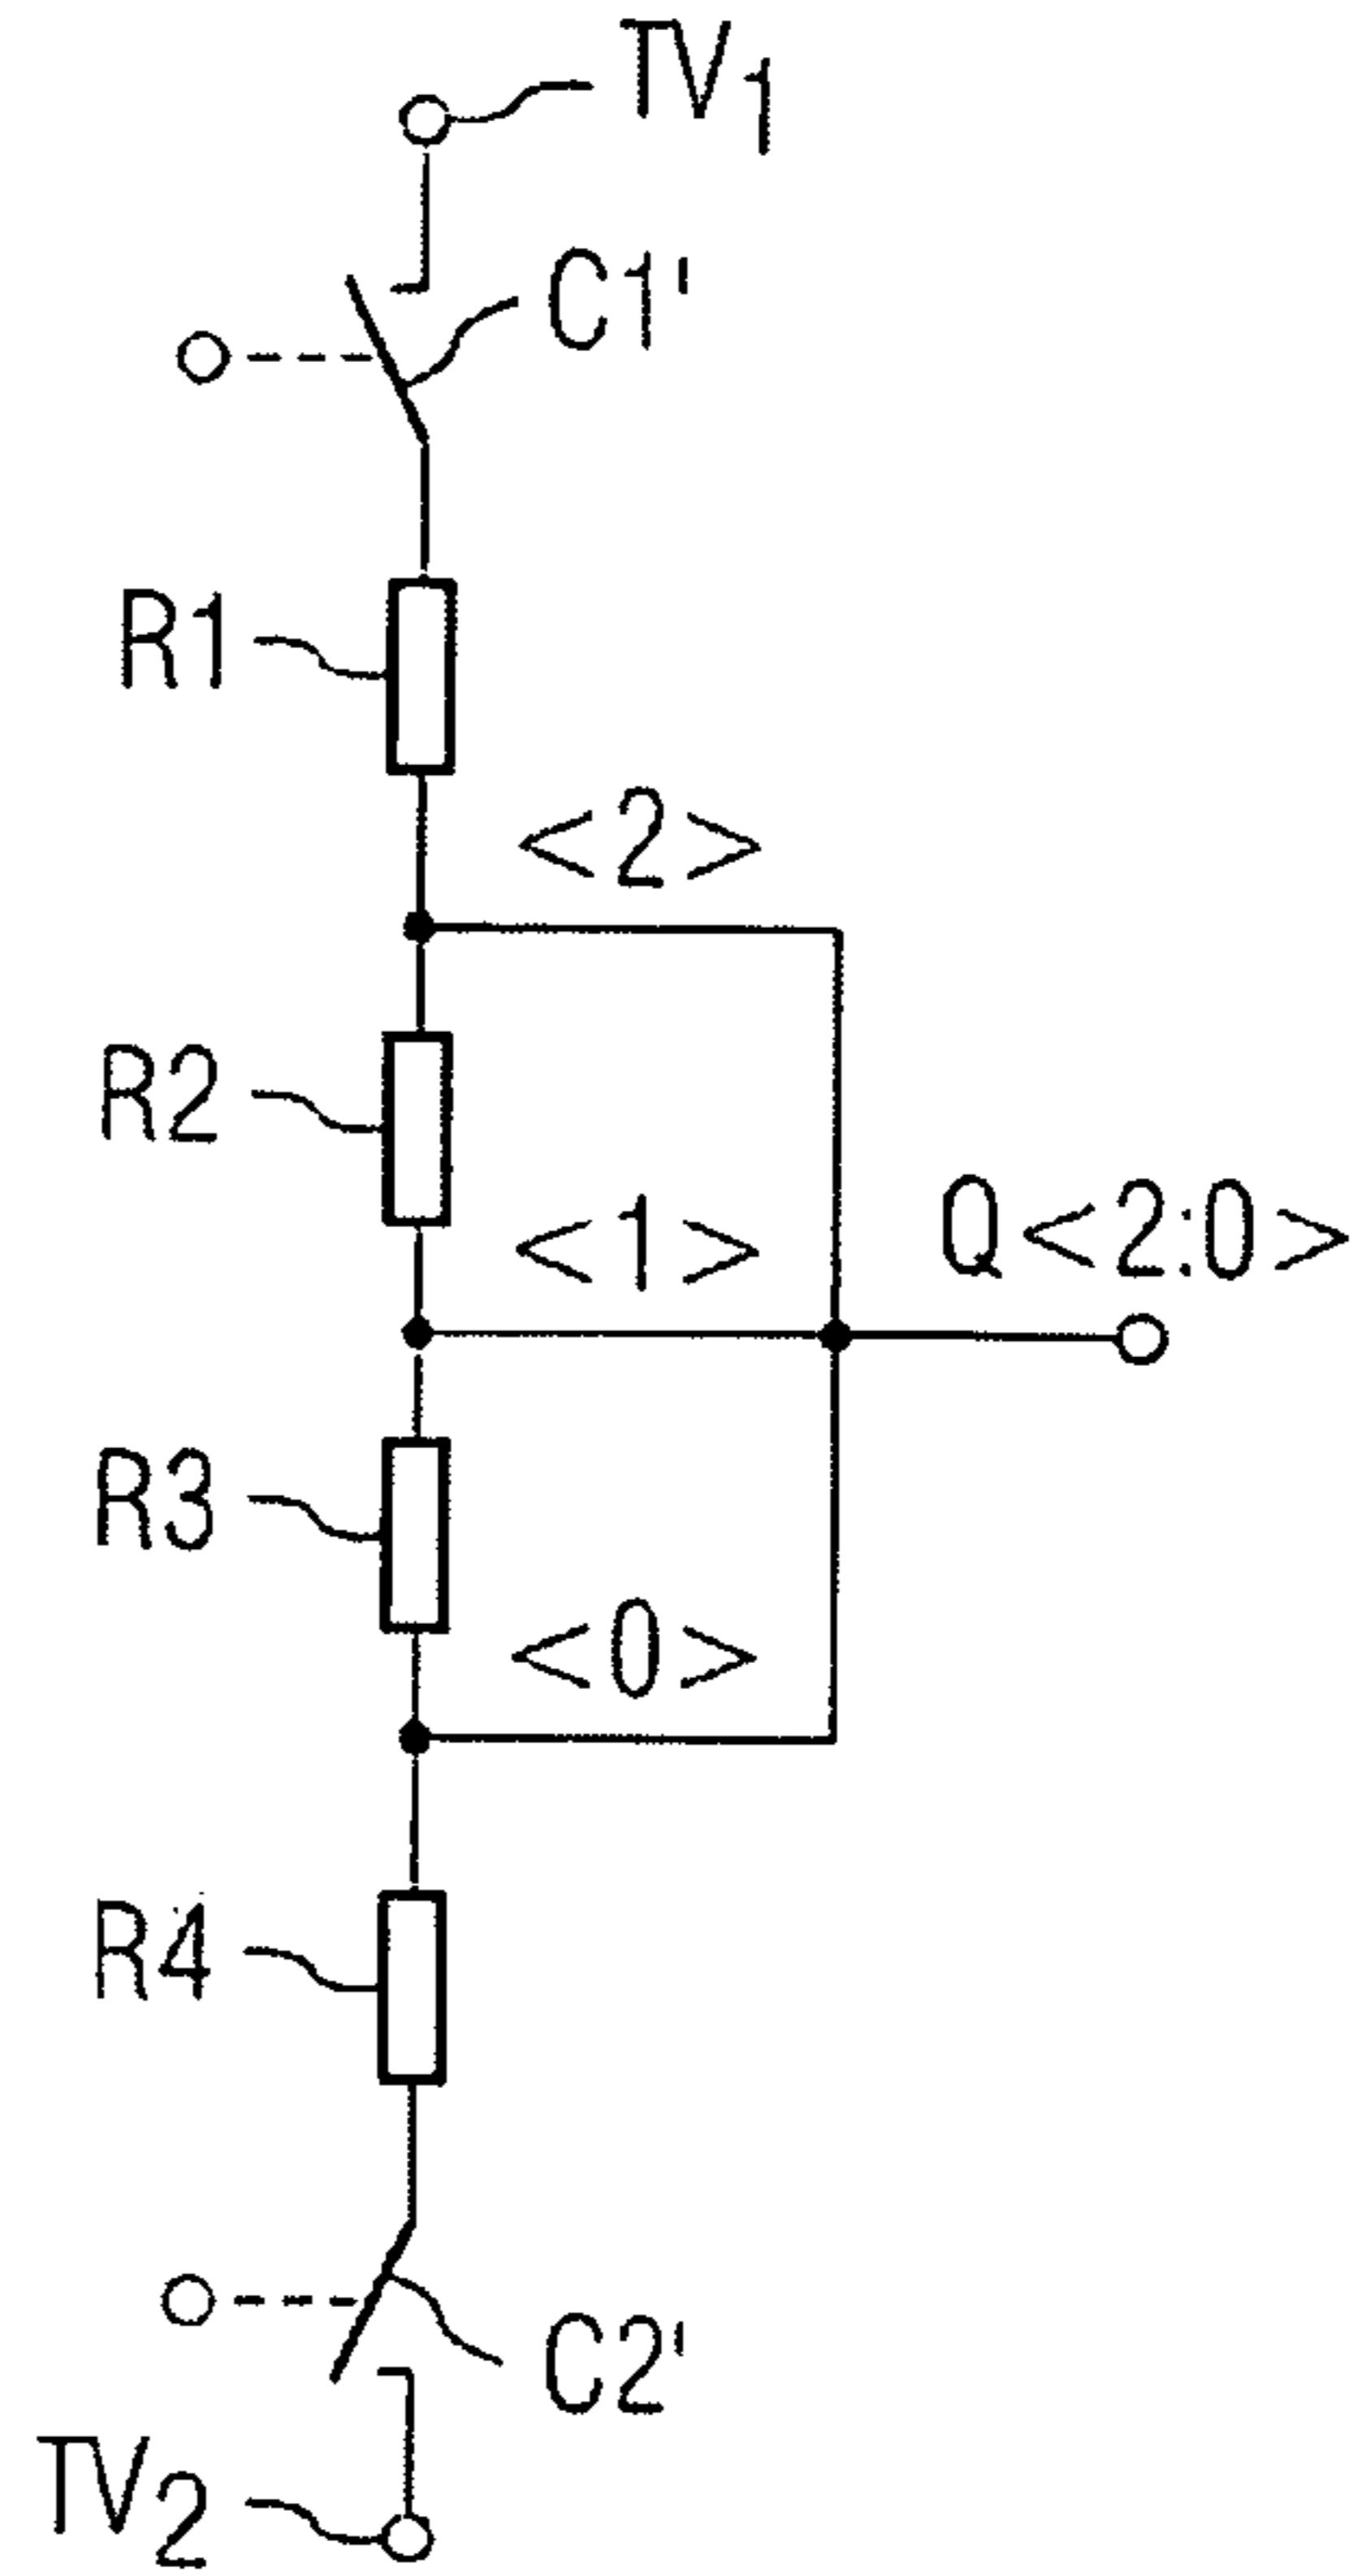 TV1
C1'
R1
<2>
R2
<1>
Q<2:0>
R3
<0>
R4
C2'
TV2